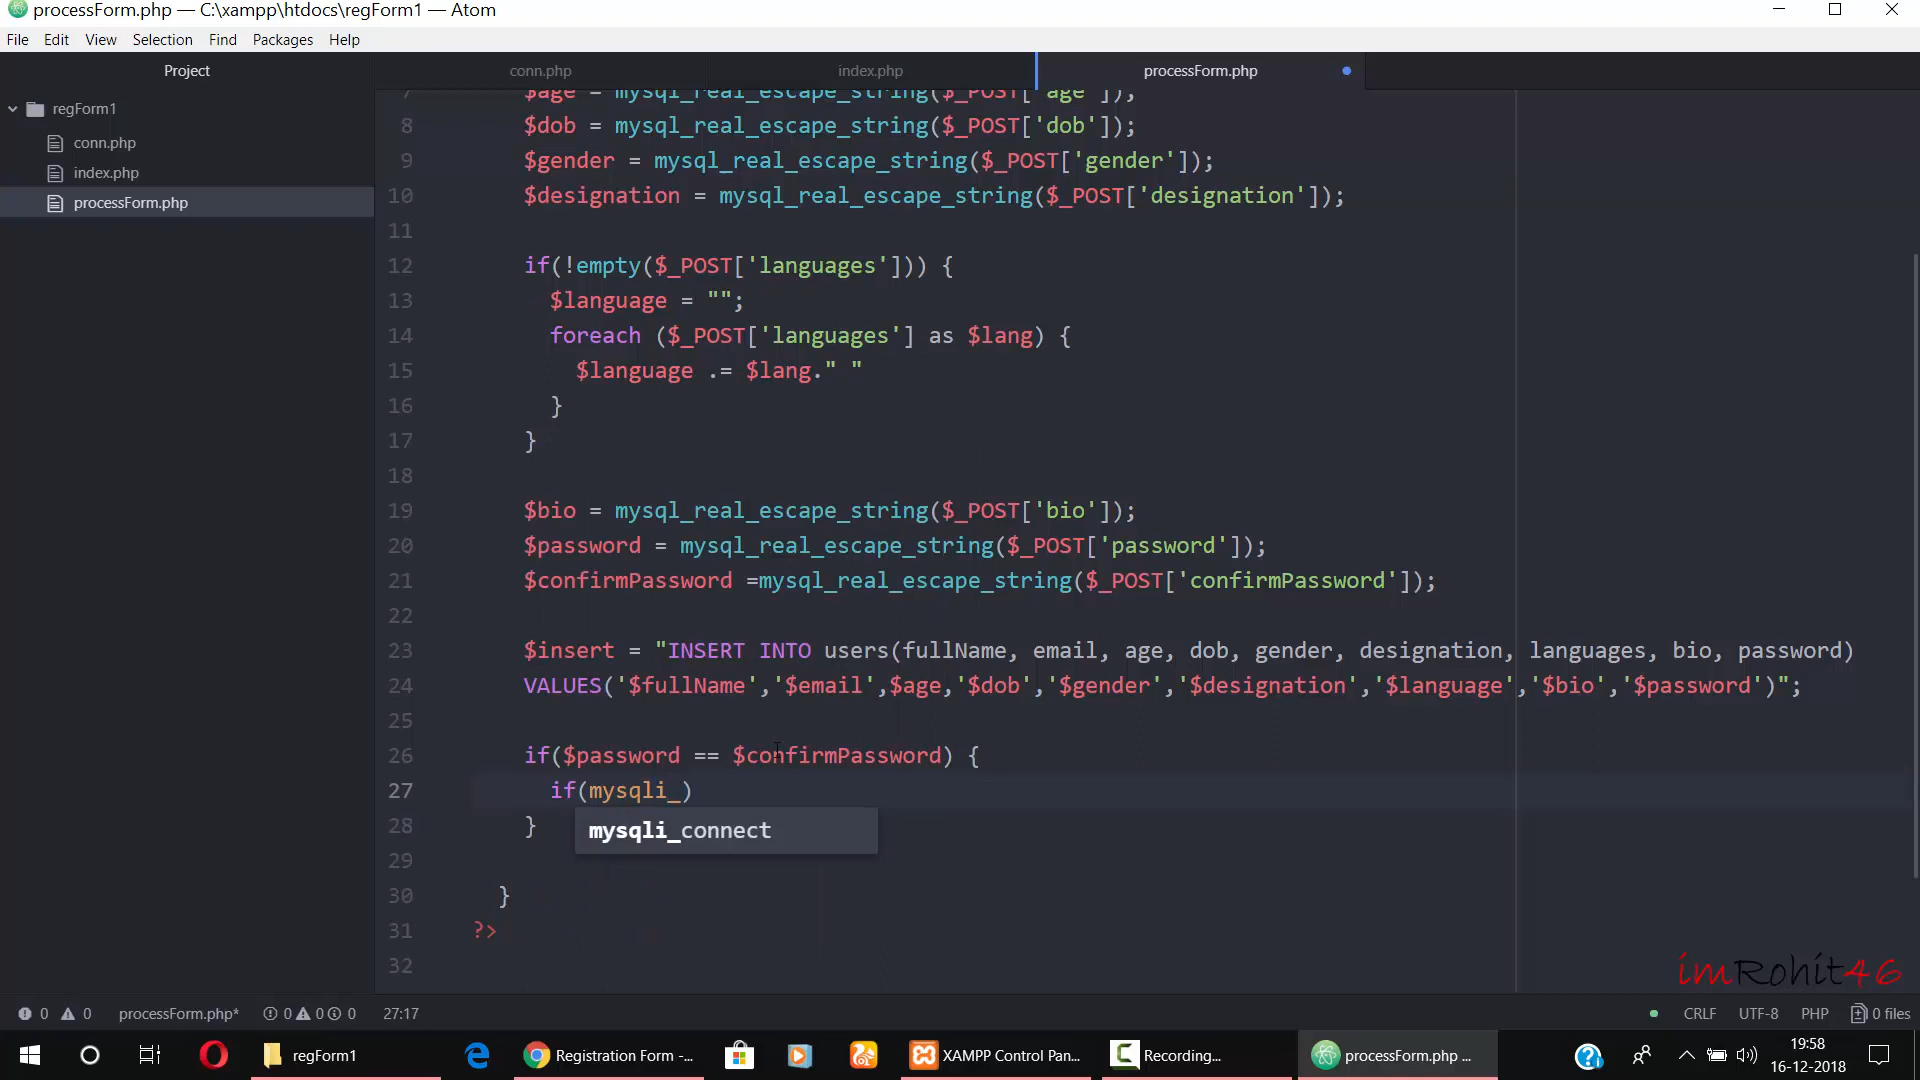 processForm.php — C:\xampp\htdocs\regForm1 — Atom
File Edit View Selection Find Packages Help
Project
conn.php
index.php
processForm.php
regForm1
conn.php
index.php
processForm.php
7 $age = mysql_real_escape_string($_POST['age']);
8 $dob = mysql_real_escape_string($_POST['dob']);
9 $gender = mysql_real_escape_string($_POST['gender']);
10 $designation = mysql_real_escape_string($_POST['designation']);
11
12 if(!empty($_POST['languages'])) {
13 $language = "";
14 foreach ($_POST['languages'] as $lang) {
15 $language .= $lang." "
16 }
17 }
18
19 $bio = mysql_real_escape_string($_POST['bio']);
20 $password = mysql_real_escape_string($_POST['password']);
21 $confirmPassword =mysql_real_escape_string($_POST['confirmPassword']);
22
23 $insert = "INSERT INTO users(fullName, email, age, dob, gender, designation, languages, bio, password)
24 VALUES('$fullName','$email',$age,'$dob','$gender','$designation','$language','$bio','$password')";
25
26 if($password == $confirmPassword) {
27 if(mysqli_)
mysqli_connect
28 }
29
30 }
31 ?>
32
imRohit46
0 0 processForm.php* 0 0 0 27:17 CRLF UTF-8 PHP 0 files
regForm1
Registration Form -...
XAMPP Control Pan...
Recording...
processForm.php ...
19:58
16-12-2018